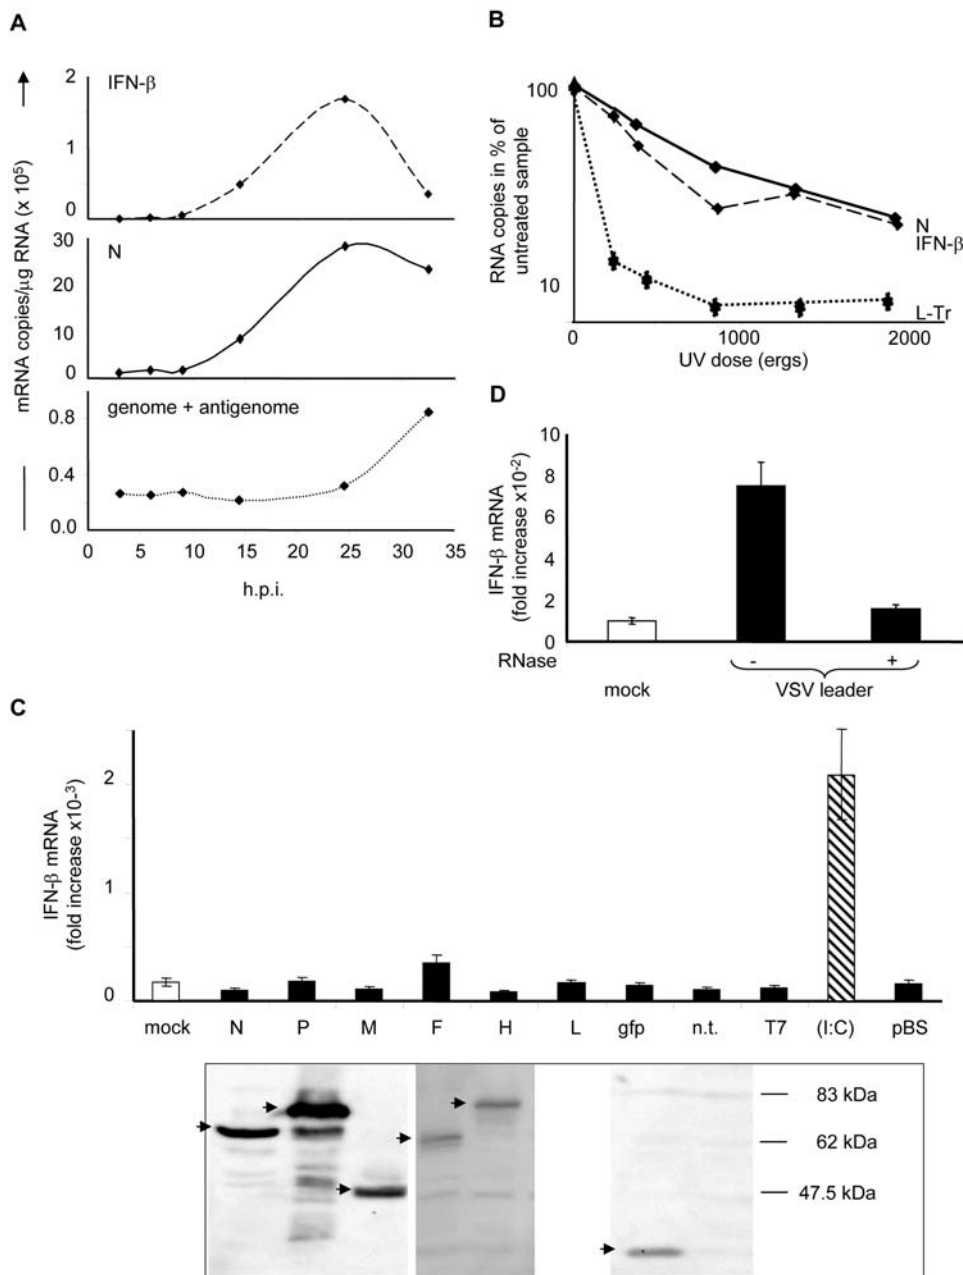 A
IFN-β
2
1
0
N
30
20
10
0
genome + antigenome
0.8
0.4
0.0
0 5 10 15 20 25 30 35
h.p.i.
mRNA copies/µg RNA (x 10⁵)
B
100
10
RNA copies in % of
untreated sample
N
IFN-β
L-Tr
0 1000 2000
UV dose (ergs)
D
10
8
6
4
2
0
IFN-β mRNA
(fold increase x10⁻²)
RNase - +
mock VSV leader
C
2
1
0
IFN-β mRNA
(fold increase x10⁻³)
mock N P M F H L gfp n.t. T7 (I:C) pBS
83 kDa
62 kDa
47.5 kDa